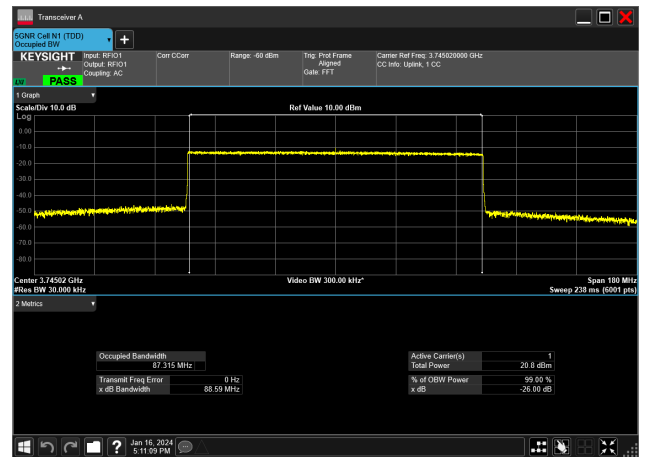 Transceiver A
5GNR Cell N1 (TDD)
Occupied BW
KEYSIGHT
LW PASS
Input: RFIO1
Output: RFIO1
Coupling: AC
Corr CCorr
Range: -60 dBm
Trig: Prot Frame
Aligned
Gate: FFT
Carrier Ref Freq: 3.745020000 GHz
CC Info: Uplink, 1 CC
1 Graph
Scale/Div 10.0 dB
Ref Value 10.00 dBm
Log
0.00
-10.0
-20.0
-30.0
-40.0
-50.0
-60.0
-70.0
-80.0
Center 3.74502 GHz
Video BW 300.00 kHz*
Span 180 MHz
#Res BW 30.000 kHz
Sweep 238 ms (6001 pts)
2 Metrics
Occupied Bandwidth
87.315 MHz
Transmit Freq Error 0 Hz
x dB Bandwidth 88.59 MHz
Active Carrier(s) 1
Total Power 20.8 dBm
% of OBW Power 99.00 %
x dB -26.00 dB
Jan 16, 2024
5:11:09 PM